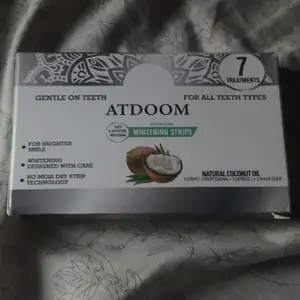 7
TREATMENTS
GENTLE ON TEETH
FOR ALL TEETH TYPES
ATDOOM
WHITENING STRIPS
• FOR BRIGHTER
SMILE
• WHITENING
DESIGNED WITH CARE
• NO MESS DRY STRIP
TECHNOLOGY
NATURAL COCONUT OIL